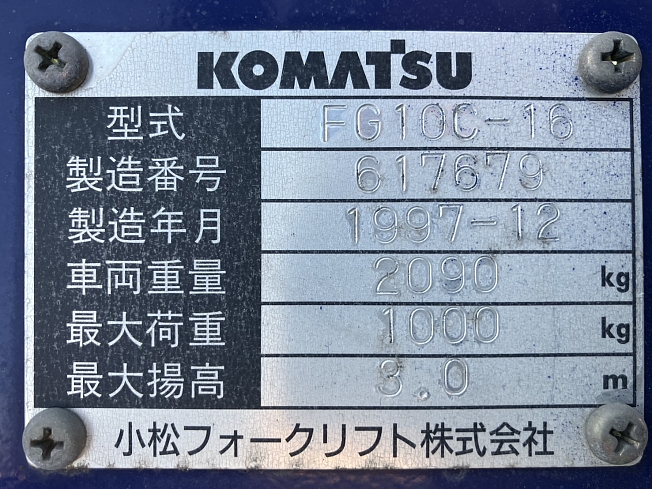 KOMATSU
型式 FG10C-16
製造番号 617679
製造年月 1997-12
車両重量 2090 kg
最大荷重 1000 kg
最大揚高 3.0 m
小松フォークリフト株式会社